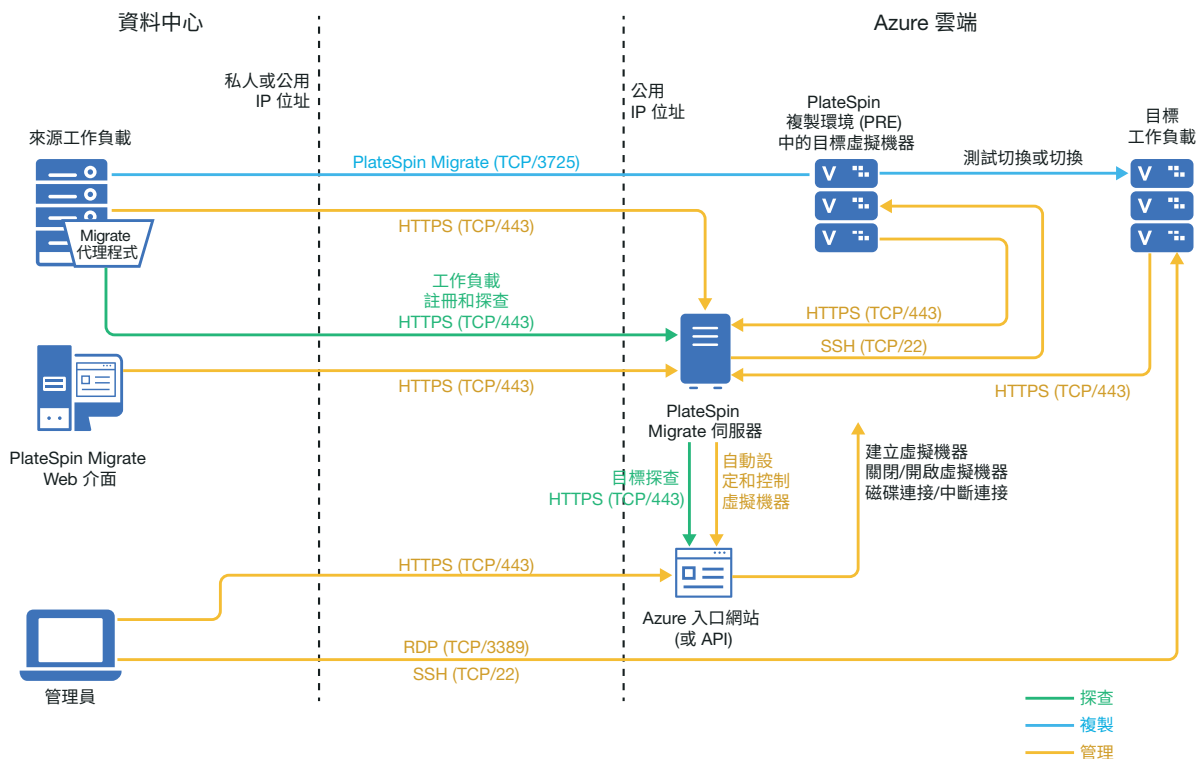 資料中心
Azure 雲端
私人或公用
IP 位址
公用
IP 位址
來源工作負載
PlateSpin
複製環境 (PRE)
中的目標虛擬機器
目標
工作負載
PlateSpin Migrate (TCP/3725)
測試切換或切換
V
V
V
V
V
V
HTTPS (TCP/443)
Migrate
代理程式
工作負載
註冊和探查
HTTPS (TCP/443)
HTTPS (TCP/443)
SSH (TCP/22)
HTTPS (TCP/443)
HTTPS (TCP/443)
PlateSpin
Migrate 伺服器
PlateSpin Migrate
Web 介面
目標探查
HTTPS (TCP/443)
自動設
定和控制
虛擬機器
建立虛擬機器
關閉/開啟虛擬機器
磁碟連接/中斷連接
HTTPS (TCP/443)
Azure 入口網站
(或 API)
RDP (TCP/3389)
SSH (TCP/22)
管理員
探查
複製
管理